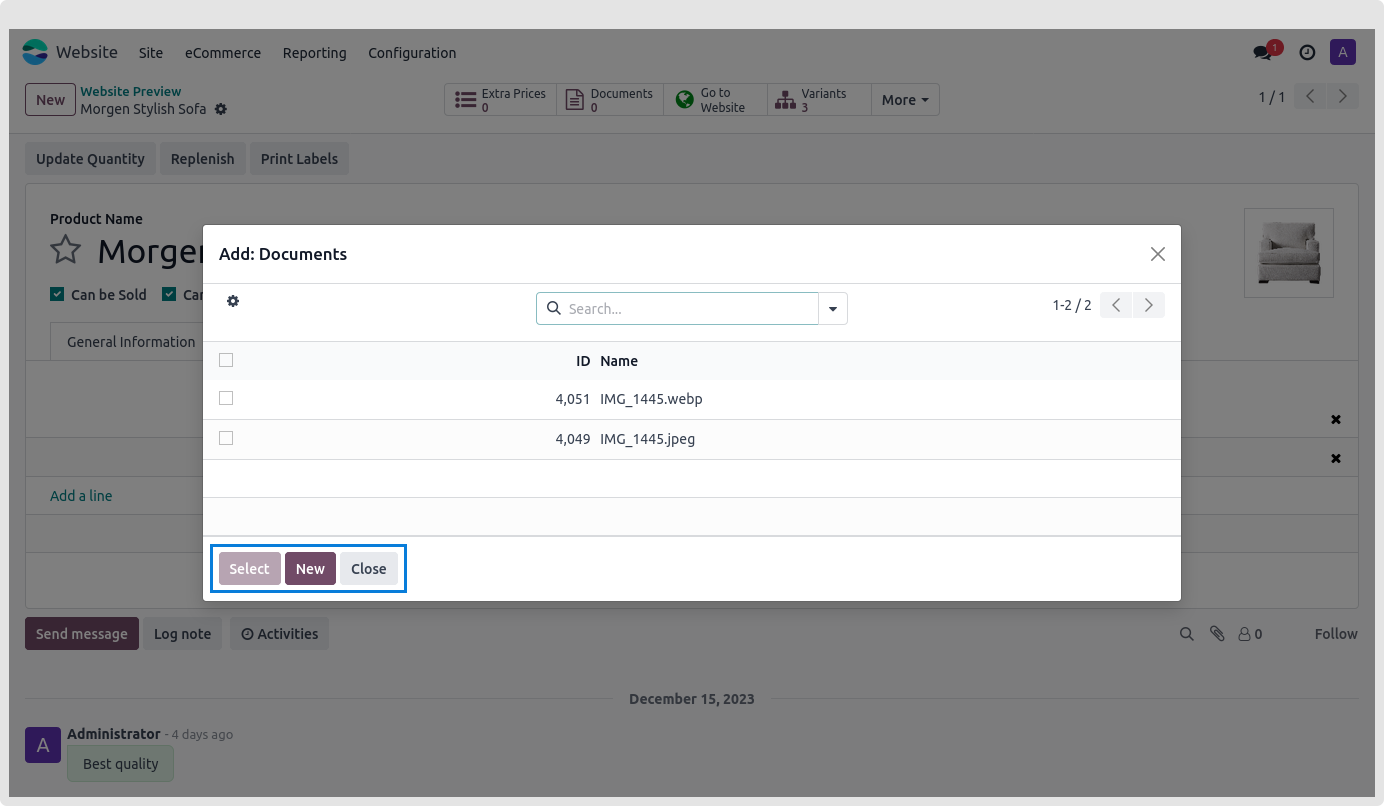 Website Site eCommerce Reporting Configuration 1 A
New Website Preview Extra Prices 0 Documents 0 Go to Website Variants 3 More 1 / 1
Morgen Stylish Sofa
Update Quantity Replenish Print Labels
Product Name
Morgen
Can be Sold Can
General Information
Add: Documents
Search...
1-2 / 2
ID Name
4,051 IMG_1445.webp
4,049 IMG_1445.jpeg
Add a line
Select New Close
Send message Log note Activities 0 Follow
December 15, 2023
A Administrator - 4 days ago
Best quality